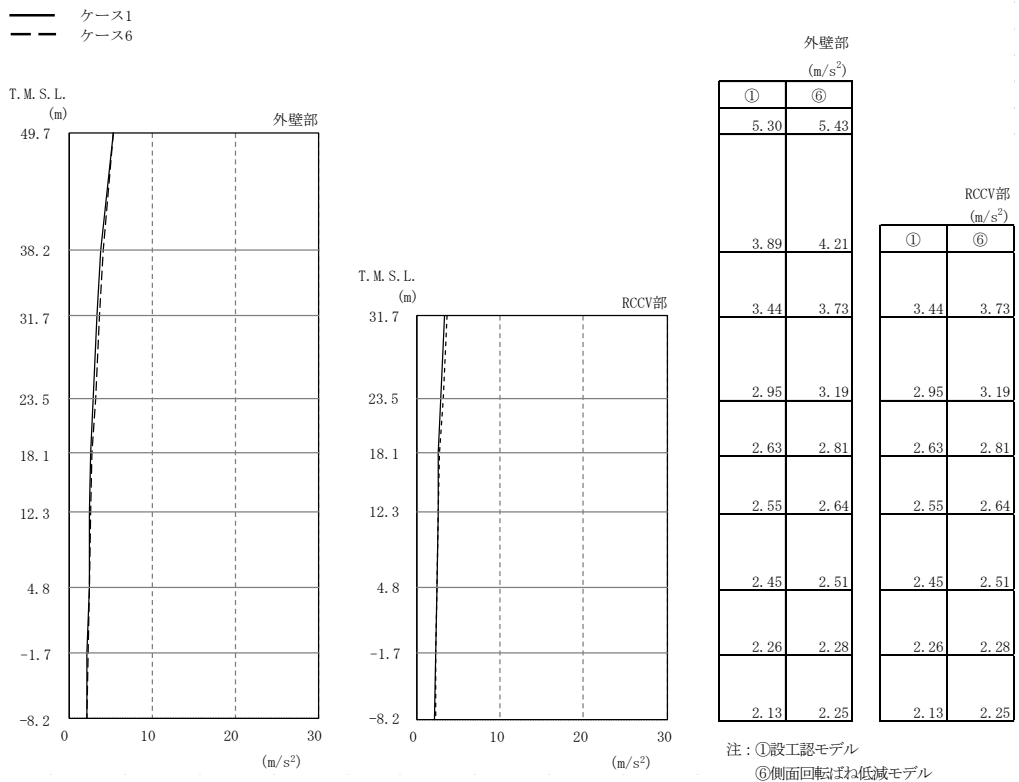 ケース1
ケース6
T.M.S.L.
(m)
外壁部
49.7
38.2
31.7
23.5
18.1
12.3
4.8
-1.7
-8.2
0 10 20 30
(m/s²)
T.M.S.L.
(m)
RCCV部
31.7
23.5
18.1
12.3
4.8
-1.7
-8.2
0 10 20 30
(m/s²)
外壁部
(m/s²)
① ⑥
5.30 5.43
3.89 4.21
3.44 3.73
2.95 3.19
2.63 2.81
2.55 2.64
2.45 2.51
2.26 2.28
2.13 2.25
RCCV部
(m/s²)
① ⑥
3.44 3.73
2.95 3.19
2.63 2.81
2.55 2.64
2.45 2.51
2.26 2.28
2.13 2.25
注：①設工認モデル
⑥側面回転ばね低減モデル